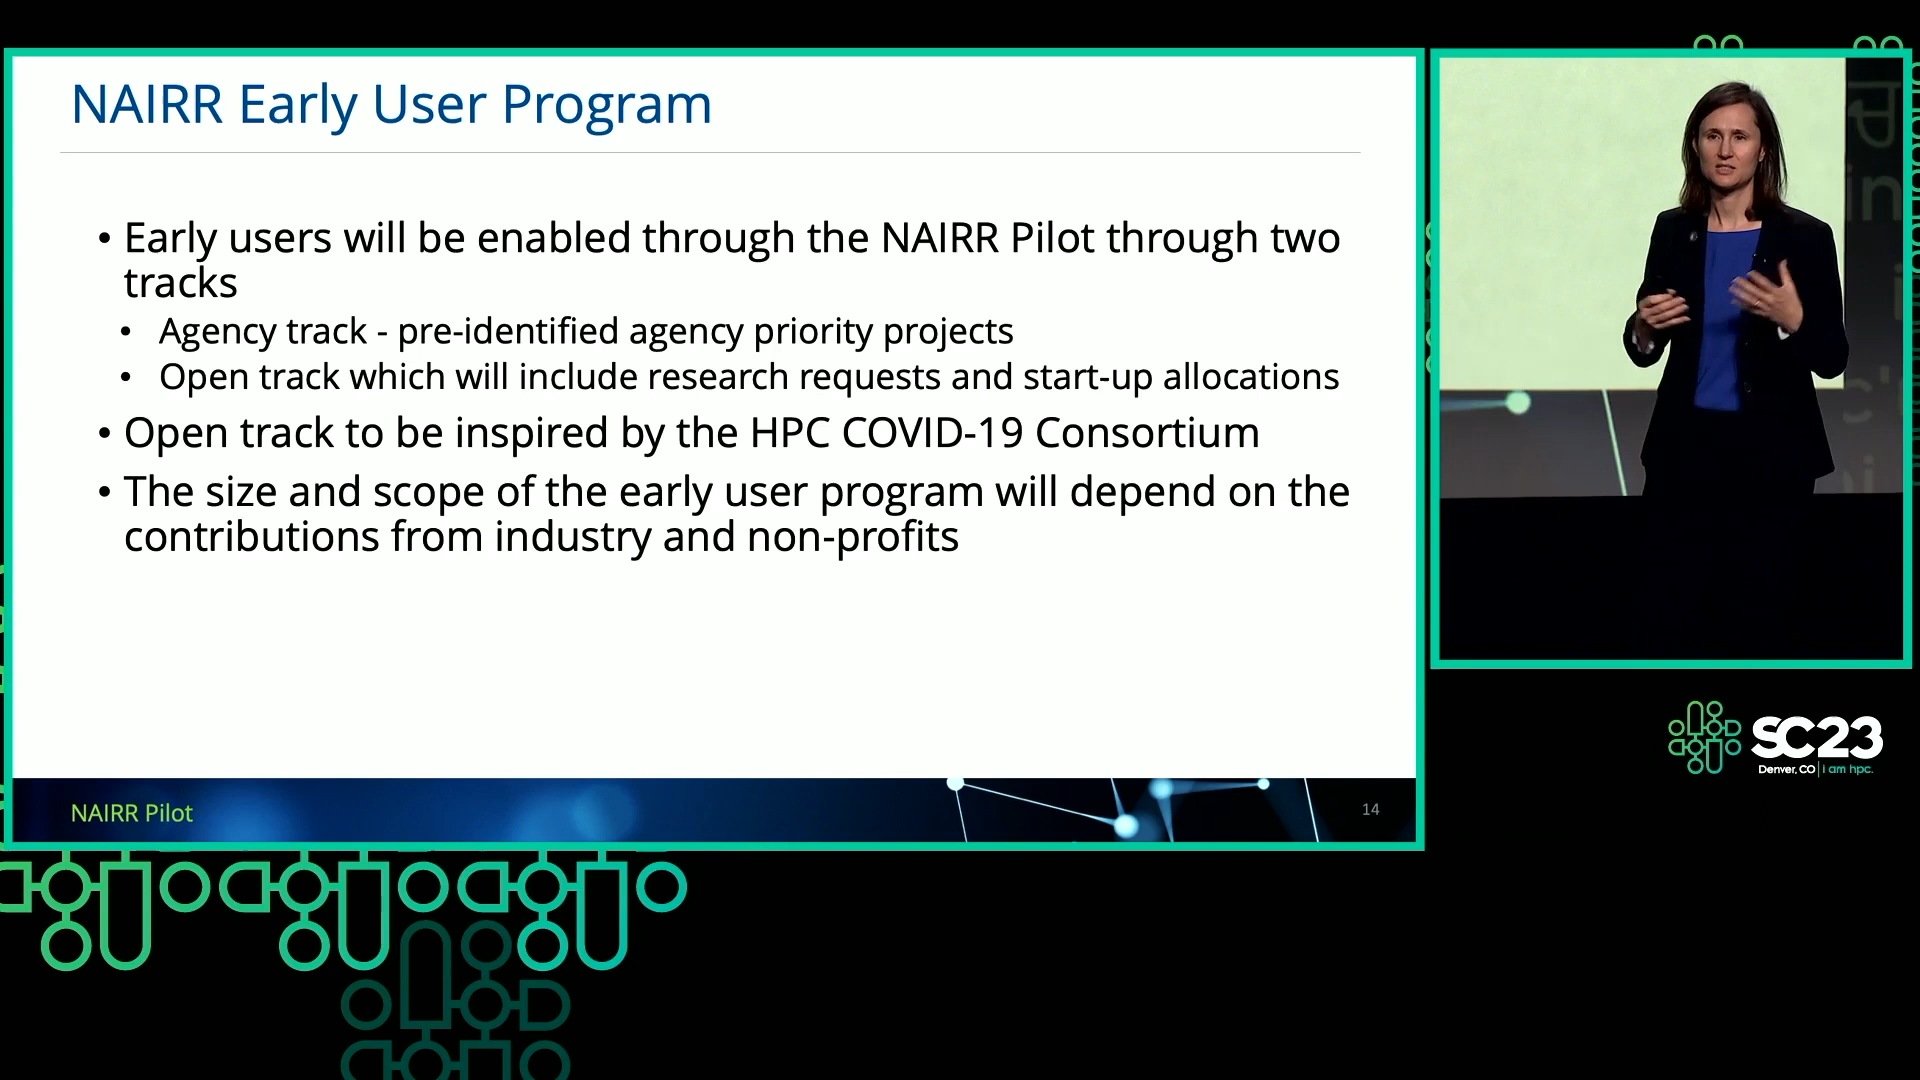 NAIRR Early User Program
• Early users will be enabled through the NAIRR Pilot through two
tracks
• Agency track - pre-identified agency priority projects
• Open track which will include research requests and start-up allocations
• Open track to be inspired by the HPC COVID-19 Consortium
• The size and scope of the early user program will depend on the
contributions from industry and non-profits
NAIRR Pilot
14
SC23
Denver, CO | I am hpc.